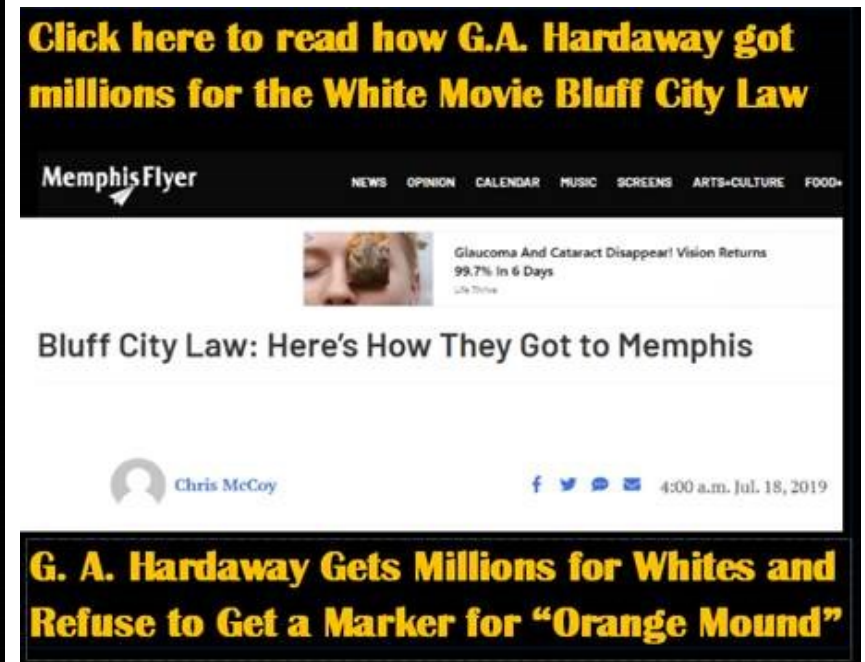 Click here to read how G.A. Hardaway got
millions for the White Movie Bluff City Law
Memphis Flyer
NEWS OPINION CALENDAR MUSIC SCREENS ARTS+CULTURE FOOD+
Glaucoma And Cataract Disappear! Vision Returns
99.7% In 6 Days
Life Thrive
Bluff City Law: Here's How They Got to Memphis
Chris McCoy
4:00 a.m. Jul. 18, 2019
G. A. Hardaway Gets Millions for Whites and
Refuse to Get a Marker for “Orange Mound”